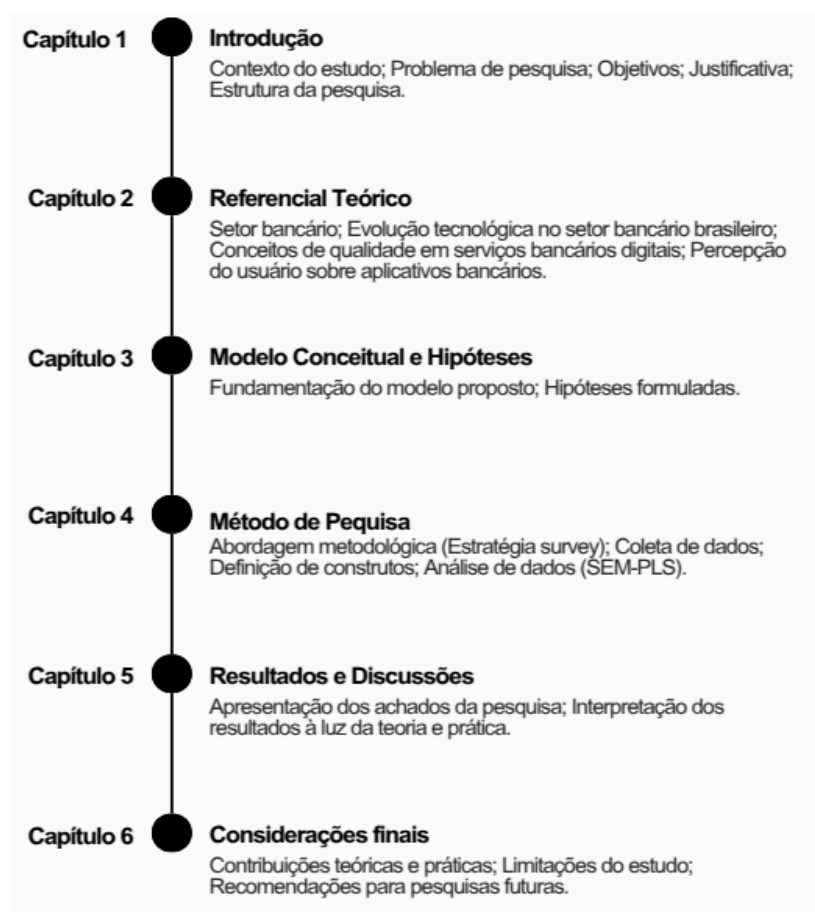 Capítulo 1
Introdução
Contexto do estudo; Problema de pesquisa; Objetivos; Justificativa;
Estrutura da pesquisa.
Capítulo 2
Referencial Teórico
Setor bancário; Evolução tecnológica no setor bancário brasileiro;
Conceitos de qualidade em serviços bancários digitais; Percepção
do usuário sobre aplicativos bancários.
Capítulo 3
Modelo Conceitual e Hipóteses
Fundamentação do modelo proposto; Hipóteses formuladas.
Capítulo 4
Método de Pequisa
Abordagem metodológica (Estratégia survey); Coleta de dados;
Definição de construtos; Análise de dados (SEM-PLS).
Capítulo 5
Resultados e Discussões
Apresentação dos achados da pesquisa; Interpretação dos
resultados à luz da teoria e prática.
Capítulo 6
Considerações finais
Contribuições teóricas e práticas; Limitações do estudo;
Recomendações para pesquisas futuras.